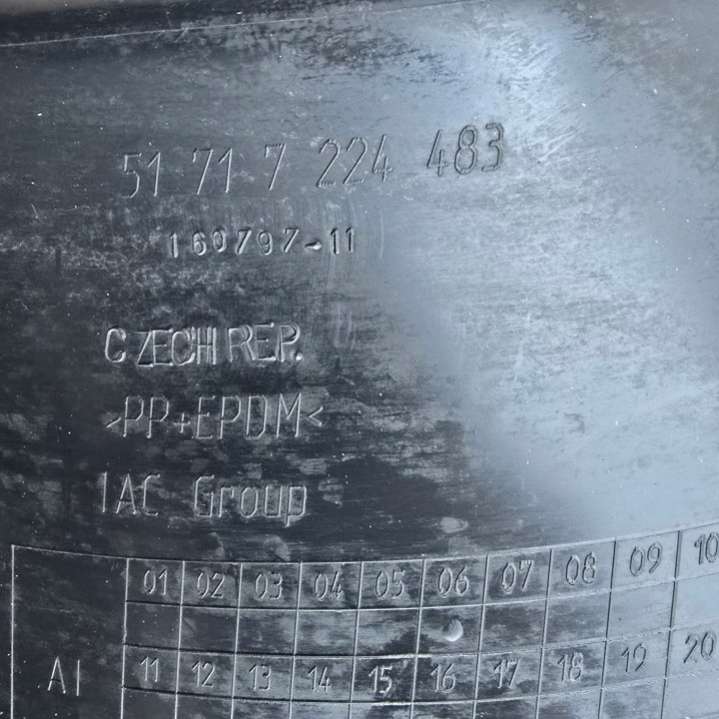 51 71 7 224 483
160797-11
CZECH REP.
>PP+EPDM<
IAC Group
01 02 03 04 05 06 07 08 09 10
AI 11 12 13 14 15 16 17 18 19 20